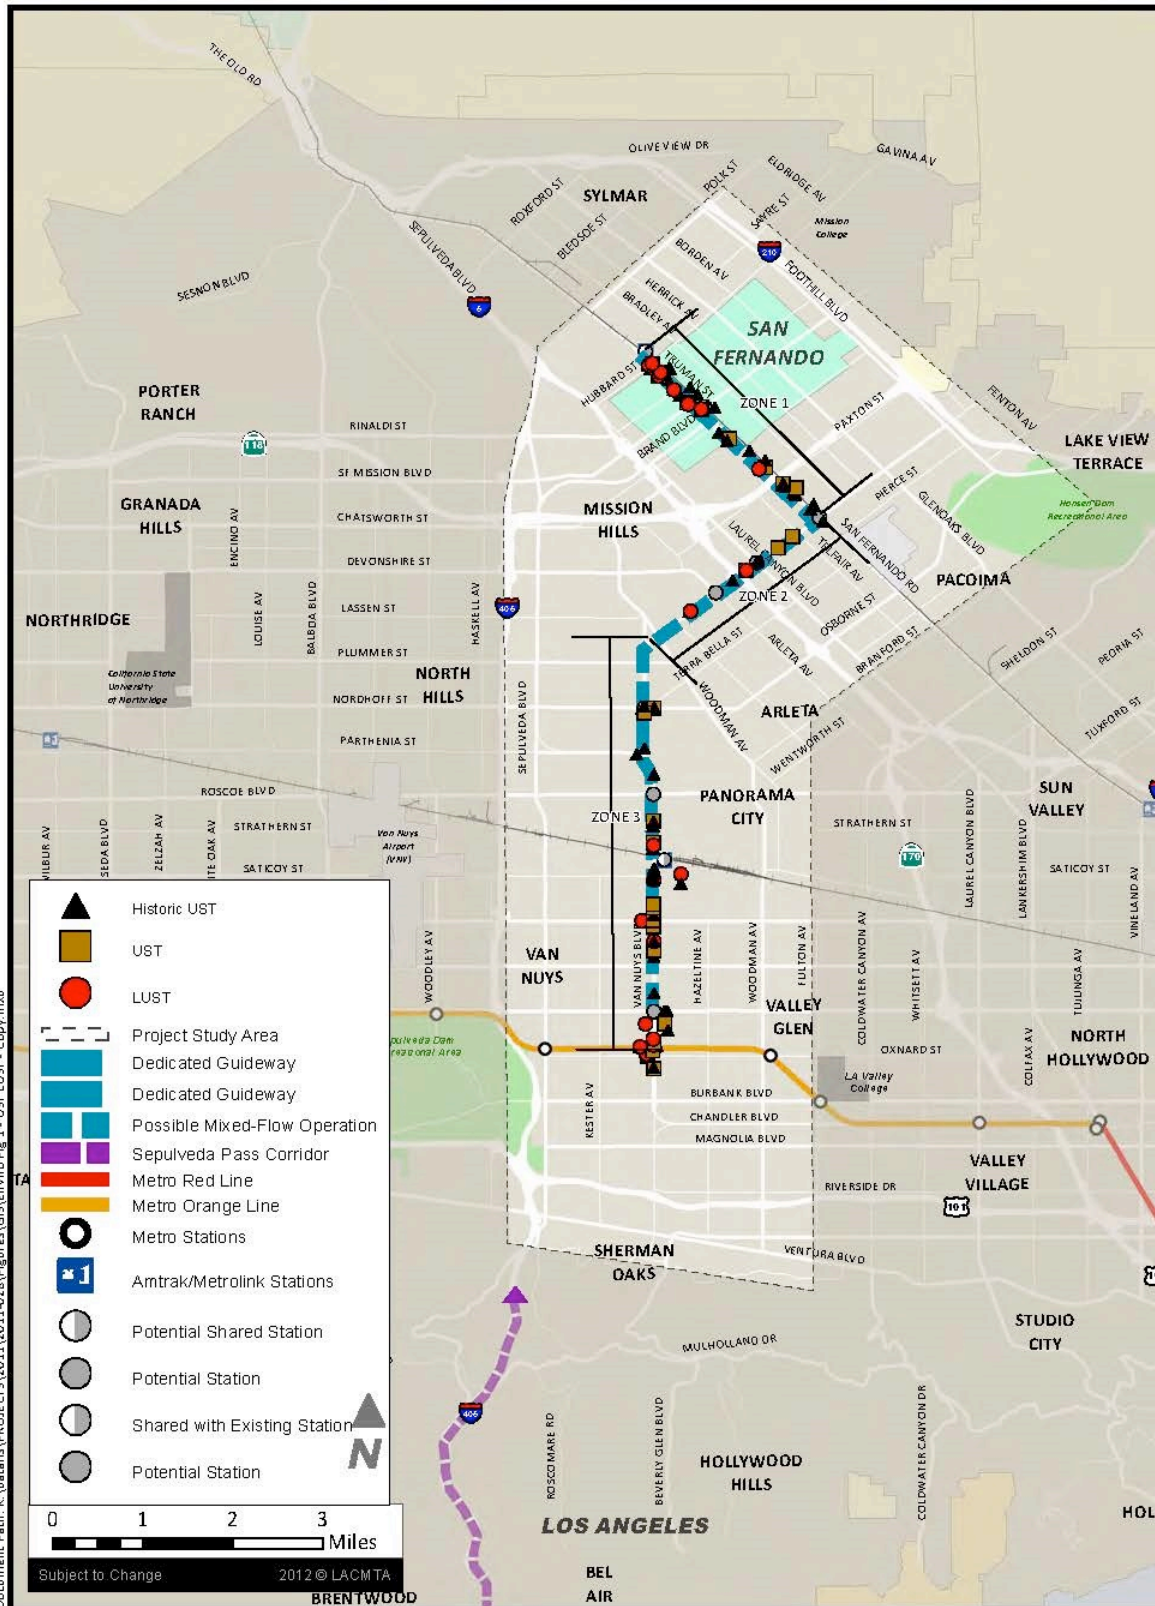 THE OLD RD
OLIVE VIEW DR
GAVINA AV
POLK ST
ELDRIDGE AV
SAYRE ST
ROXFORD ST
SYLMAR
BLEDSOE ST
Mission
College
SEPULVEDA BLVD
BORDEN AV
210
FOOTHILL BLVD
SESNON BLVD
HERRICK AV
BRADLEY AV
SAN
FERNANDO
TRUMAN ST
HUBBARD ST
PORTER
RANCH
ZONE 1
FENTON AV
PAXTON ST
BRAND BLVD
RINALDI ST
118
LAKE VIEW
TERRACE
SF MISSION BLVD
PIERCE ST
GRANADA
HILLS
MISSION
HILLS
GLENOAKS BLVD
Hansen Dam
Recreational Area
ENCINO AV
CHATSWORTH ST
SAN FERNANDO RD
DEVONSHIRE ST
TELFAIR AV
PACOIMA
ZONE 2
LOUISE AV
BALBOA BLVD
HASKELL AV
LASSEN ST
OSBORNE ST
NORTHRIDGE
PLUMMER ST
TERRA BELLA ST
ARLETA AV
BRANFORD ST
SHELDON ST
PEORIA ST
California State
University
of Northridge
NORTH
HILLS
NORDHOFF ST
SEPULVEDA BLVD
WOODMAN AV
ARLETA
TUXFORD ST
PARTHENIA ST
WENTWORTH ST
ROSCOE BLVD
PANORAMA
CITY
SUN
VALLEY
ZONE 3
STRATHERN ST
STRATHERN ST
Van Nuys
Airport
(VNY)
170
SATICOY ST
SATICOY ST
ZELZAH AV
LAUREL CANYON BLVD
LANKERSHIM BLVD
VINELAND AV
WOODLEY AV
VAN
NUYS
HAZELTINE AV
WOODMAN AV
FULTON AV
COLDWATER CANYON AV
WHITSETT AV
TUJUNGA AV
VALLEY
GLEN
OXNARD ST
COLFAX AV
NORTH
HOLLYWOOD
LA Valley
College
KESTER AV
BURBANK BLVD
CHANDLER BLVD
MAGNOLIA BLVD
VALLEY
VILLAGE
RIVERSIDE DR
101
SHERMAN
OAKS
VENTURA BLVD
STUDIO
CITY
MULHOLLAND DR
405
ROSCOMARE RD
BEVERLY GLEN BLVD
COLDWATER CANYON DR
HOLLYWOOD
HILLS
LOS ANGELES
BEL
AIR
BRENTWOOD
Historic UST
UST
LUST
Project Study Area
Dedicated Guideway
Dedicated Guideway
Possible Mixed-Flow Operation
Sepulveda Pass Corridor
Metro Red Line
Metro Orange Line
Metro Stations
Amtrak/Metrolink Stations
Potential Shared Station
Potential Station
Shared with Existing Station
Potential Station
N
0 1 2 3
Miles
Subject to Change 2012 © LACMTA